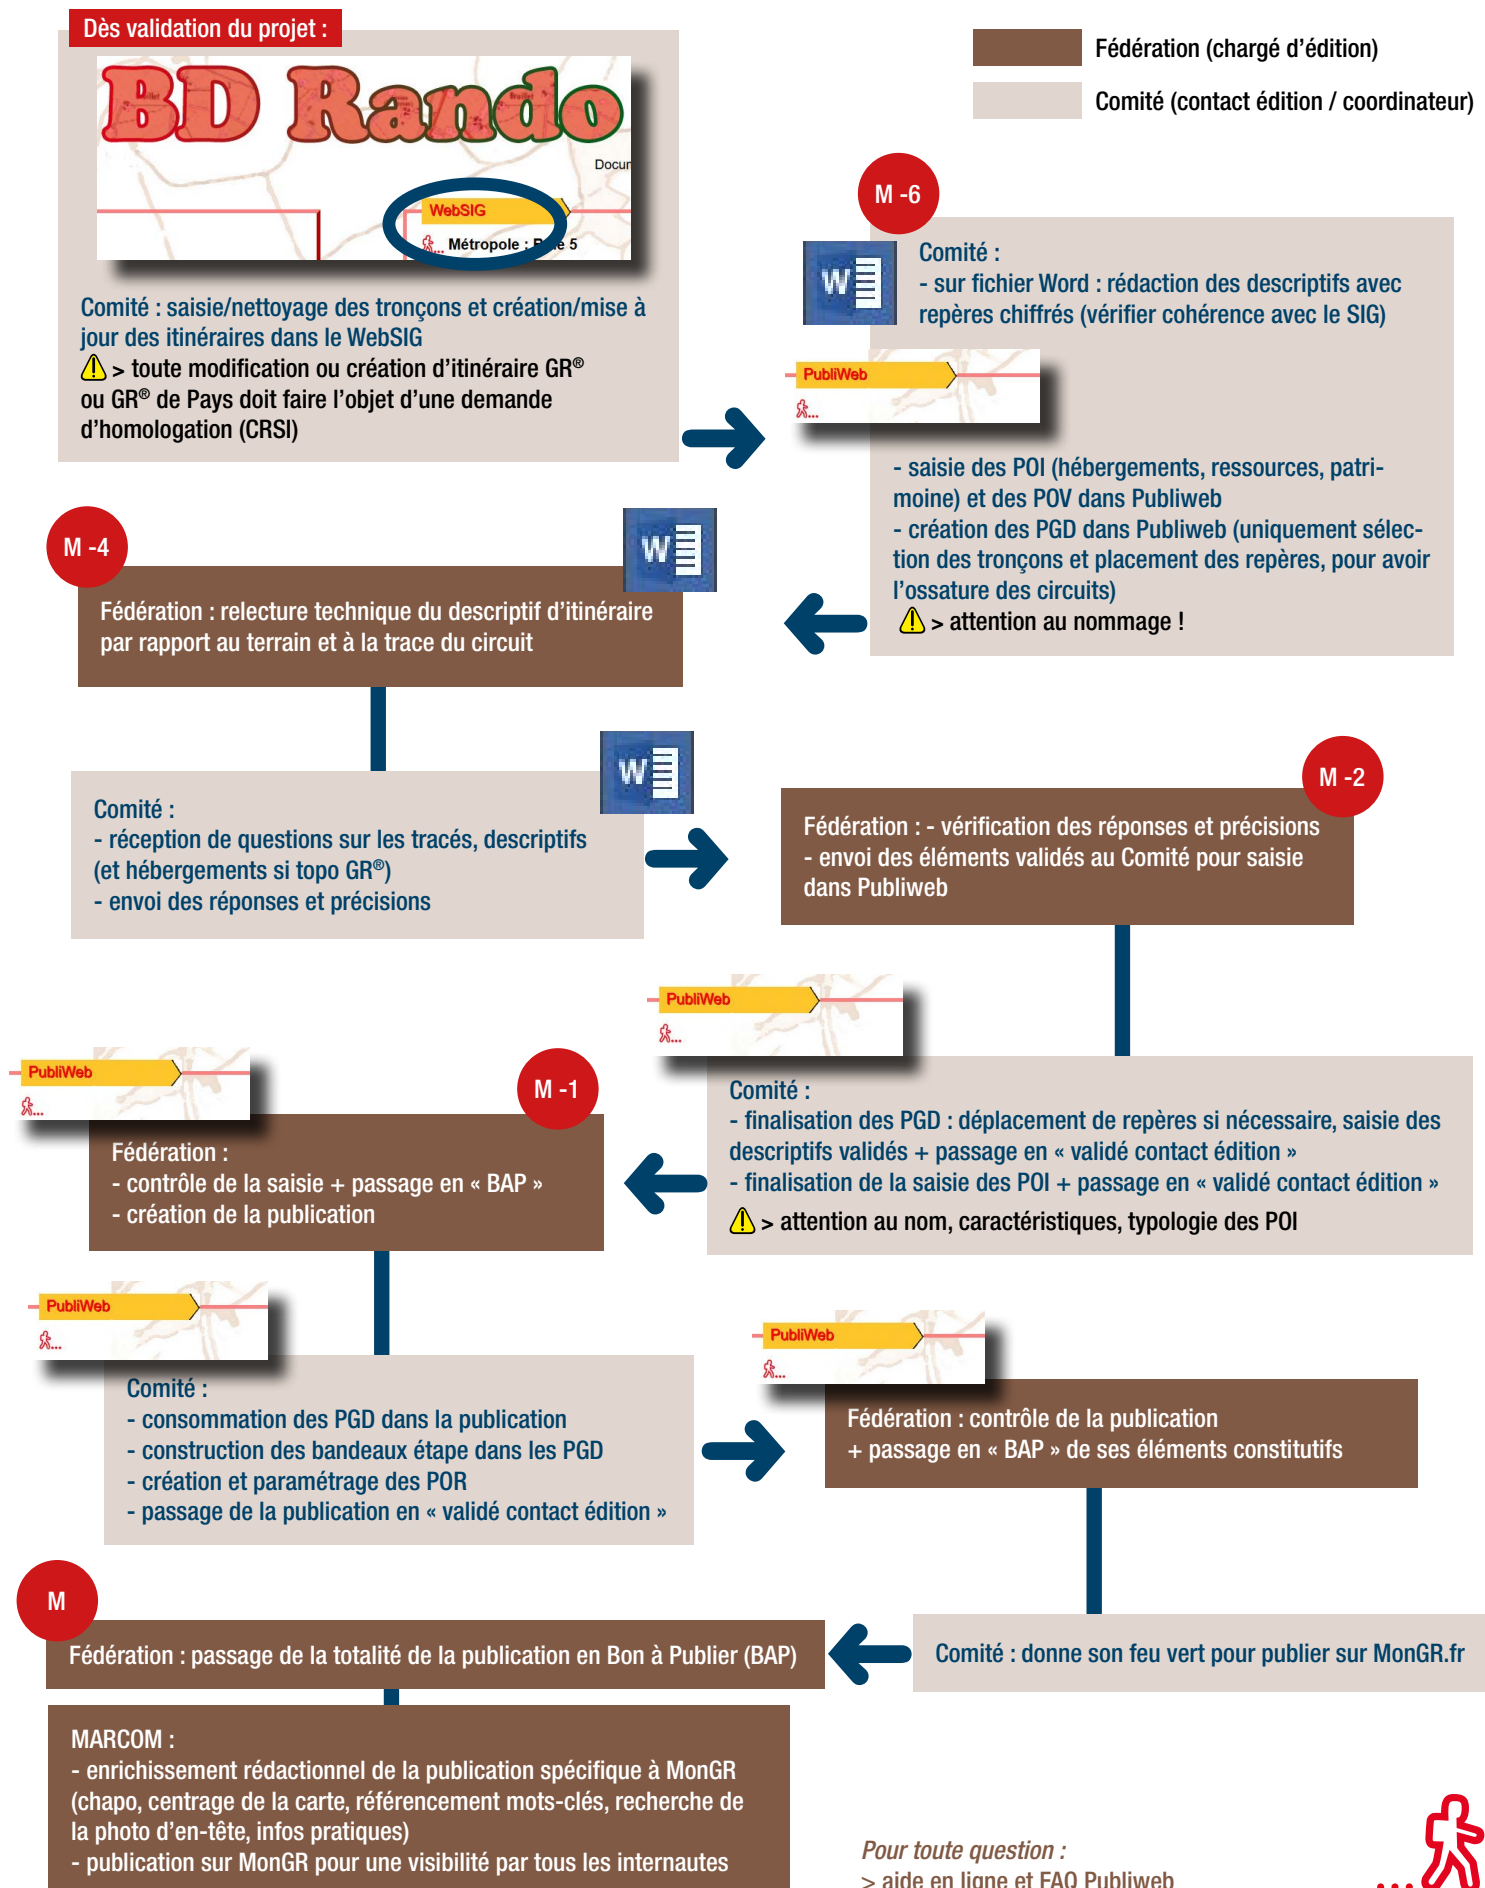 Dès validation du projet :
BD Rando
Docum
WebSIG
Métropole : R e 5
Comité : saisie/nettoyage des tronçons et création/mise à
jour des itinéraires dans le WebSIG
> toute modification ou création d’itinéraire GR®
ou GR® de Pays doit faire l’objet d’une demande
d’homologation (CRSI)
Fédération (chargé d’édition)
Comité (contact édition / coordinateur)
M -6
W
Comité :
- sur fichier Word : rédaction des descriptifs avec
repères chiffrés (vérifier cohérence avec le SIG)
PubliWeb
...
- saisie des POI (hébergements, ressources, patri-
moine) et des POV dans Publiweb
- création des PGD dans Publiweb (uniquement sélec-
tion des tronçons et placement des repères, pour avoir
l’ossature des circuits)
> attention au nommage !
M -4
W
Fédération : relecture technique du descriptif d’itinéraire
par rapport au terrain et à la trace du circuit
W
Comité :
- réception de questions sur les tracés, descriptifs
(et hébergements si topo GR®)
- envoi des réponses et précisions
M -2
Fédération : - vérification des réponses et précisions
- envoi des éléments validés au Comité pour saisie
dans Publiweb
PubliWeb
...
Comité :
- finalisation des PGD : déplacement de repères si nécessaire, saisie des
descriptifs validés + passage en « validé contact édition »
- finalisation de la saisie des POI + passage en « validé contact édition »
> attention au nom, caractéristiques, typologie des POI
PubliWeb
...
M -1
Fédération :
- contrôle de la saisie + passage en « BAP »
- création de la publication
PubliWeb
...
Comité :
- consommation des PGD dans la publication
- construction des bandeaux étape dans les PGD
- création et paramétrage des POR
- passage de la publication en « validé contact édition »
PubliWeb
...
Fédération : contrôle de la publication
+ passage en « BAP » de ses éléments constitutifs
Comité : donne son feu vert pour publier sur MonGR.fr
M
Fédération : passage de la totalité de la publication en Bon à Publier (BAP)
MARCOM :
- enrichissement rédactionnel de la publication spécifique à MonGR
(chapo, centrage de la carte, référencement mots-clés, recherche de
la photo d’en-tête, infos pratiques)
- publication sur MonGR pour une visibilité par tous les internautes
Pour toute question :
> aide en ligne et FAQ Publiweb